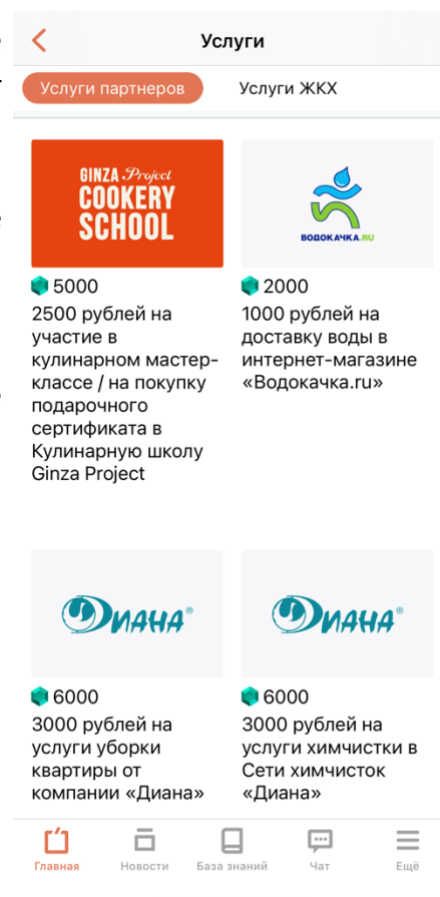 Услуги
Услуги партнеров
Услуги ЖКХ
GINZA Project
COOKERY
SCHOOL
5000
2500 рублей на
участие в
кулинарном мастер-
классе / на покупку
подарочного
сертификата в
Кулинарную школу
Ginza Project
ВОДОКАЧКА.RU
2000
1000 рублей на
доставку воды в
интернет-магазине
«Водокачка.ru»
ДИАНА®
6000
3000 рублей на
услуги уборки
квартиры от
компании «Диана»
ДИАНА®
6000
3000 рублей на
услуги химчистки в
Сети химчисток
«Диана»
Главная
Новости
База знаний
Чат
Ещё